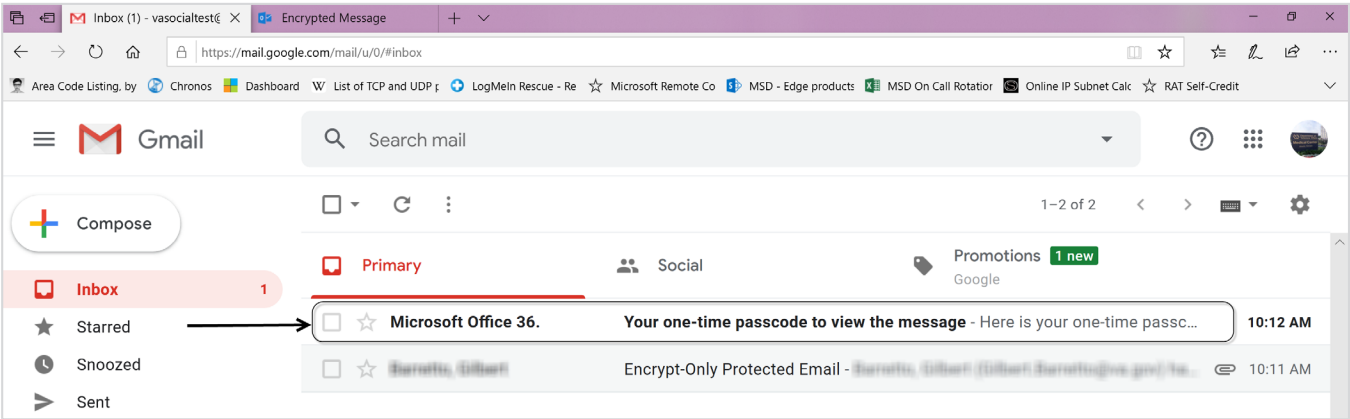 Inbox (1) - vasocialtest@ Encrypted Message
https://mail.google.com/mail/u/0/#inbox
Area Code Listing, by Chronos Dashboard W List of TCP and UDP p LogMeIn Rescue - Re Microsoft Remote Co MSD - Edge products MSD On Call Rotatior Online IP Subnet Calc RAT Self-Credit
Gmail Search mail
Compose 1–2 of 2
Primary Social Promotions 1 new
Google
Inbox 1
Microsoft Office 36. Your one-time passcode to view the message - Here is your one-time passc... 10:12 AM
Starred
Snoozed Encrypt-Only Protected Email - 10:11 AM
Sent